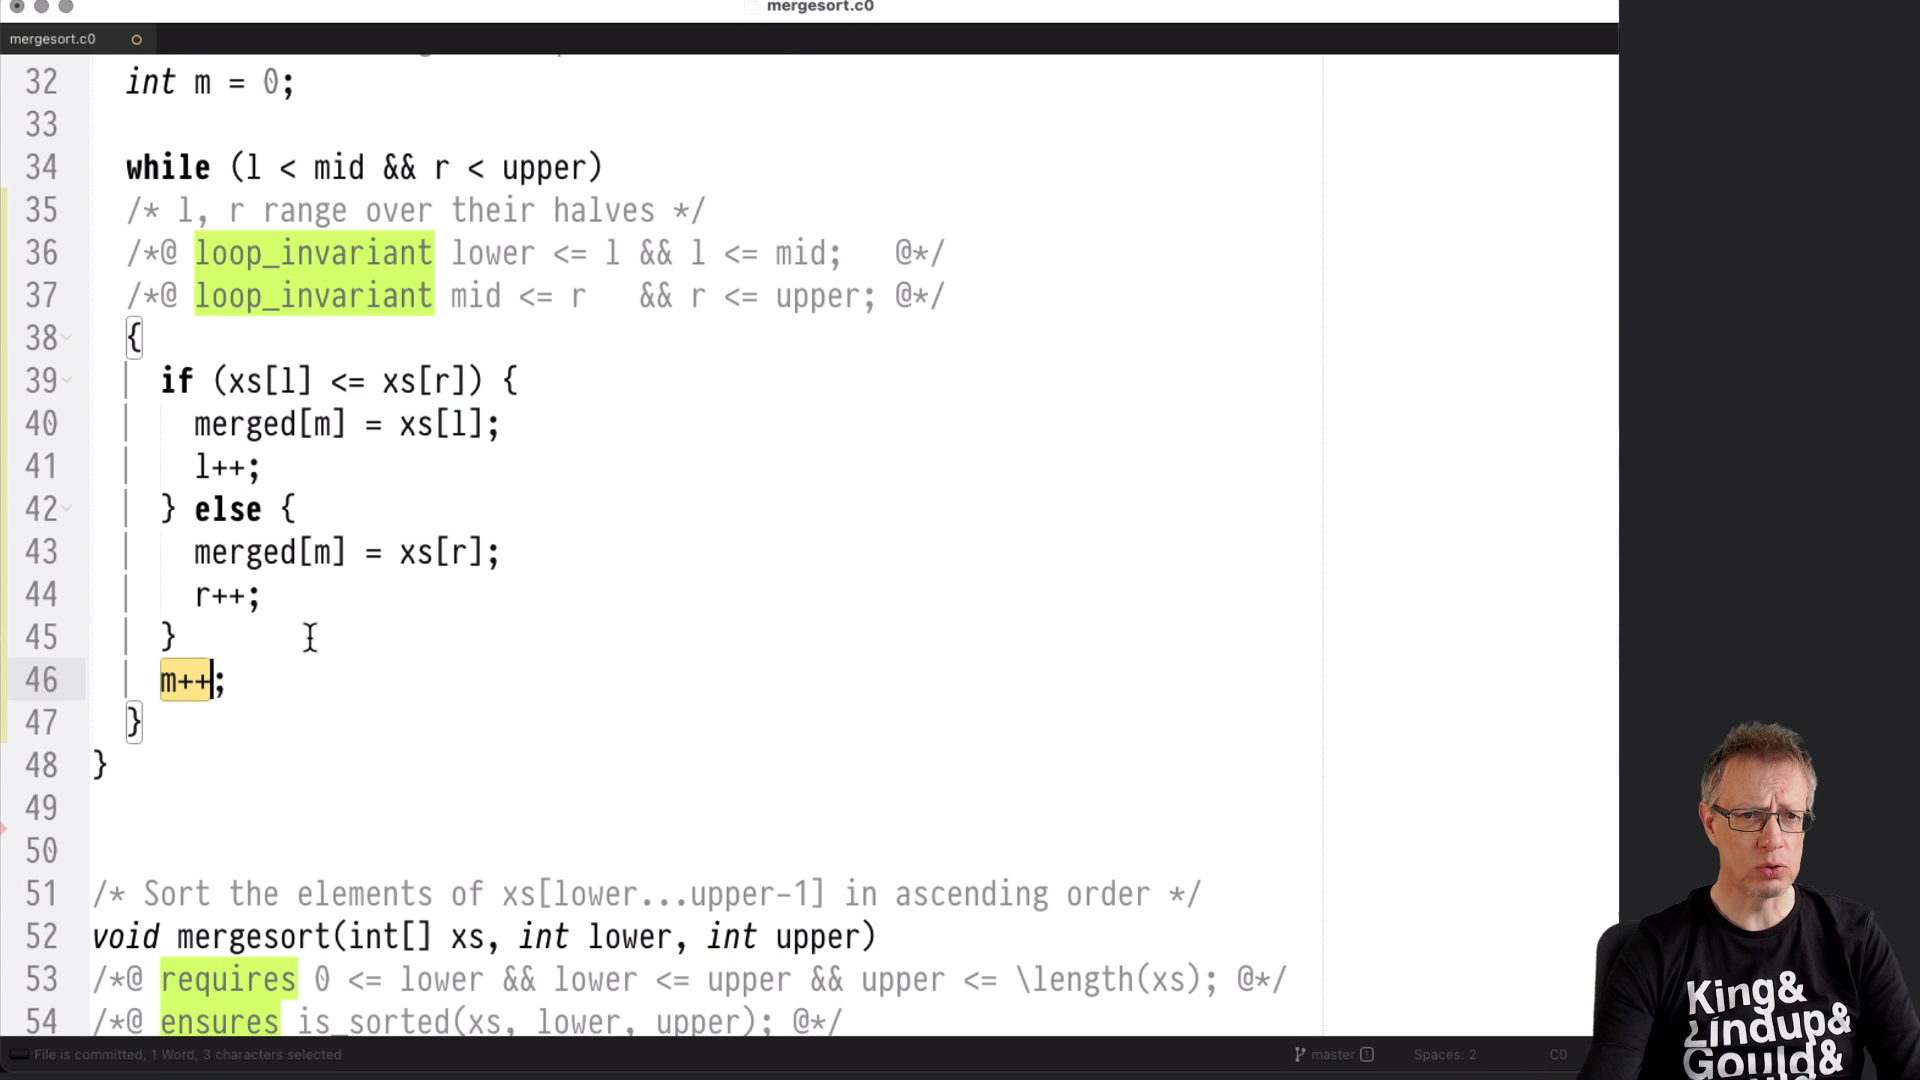 mergesort.c0
mergesort.c0
32 int m = 0;
33
34 while (l < mid && r < upper)
35 /* l, r range over their halves */
36 /*@ loop_invariant lower <= l && l <= mid; @*/
37 /*@ loop_invariant mid <= r && r <= upper; @*/
38 {
39 if (xs[l] <= xs[r]) {
40 merged[m] = xs[l];
41 l++;
42 } else {
43 merged[m] = xs[r];
44 r++;
45 }
46 m++;
47 }
48 }
49
50
51 /* Sort the elements of xs[lower...upper-1] in ascending order */
52 void mergesort(int[] xs, int lower, int upper)
53 /*@ requires 0 <= lower && lower <= upper && upper <= \length(xs); @*/
54 /*@ ensures is_sorted(xs, lower, upper); @*/
File is committed, 1 Word, 3 characters selected
master 1
Spaces: 2
C0
King&
Lindup&
Gould&